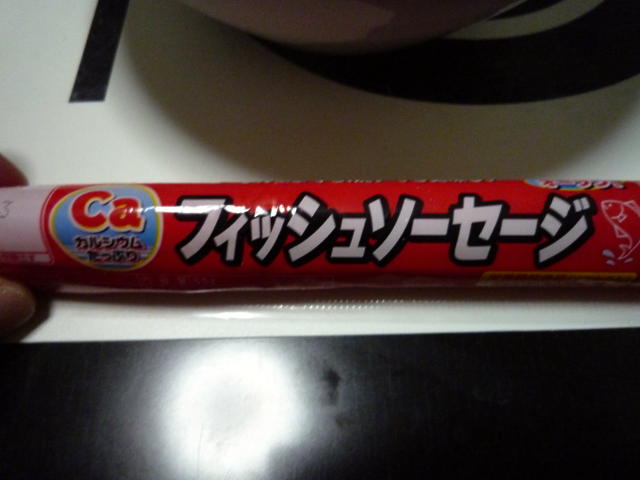 Ca
カルシウム
たっぷり
フィッシュソーセージ